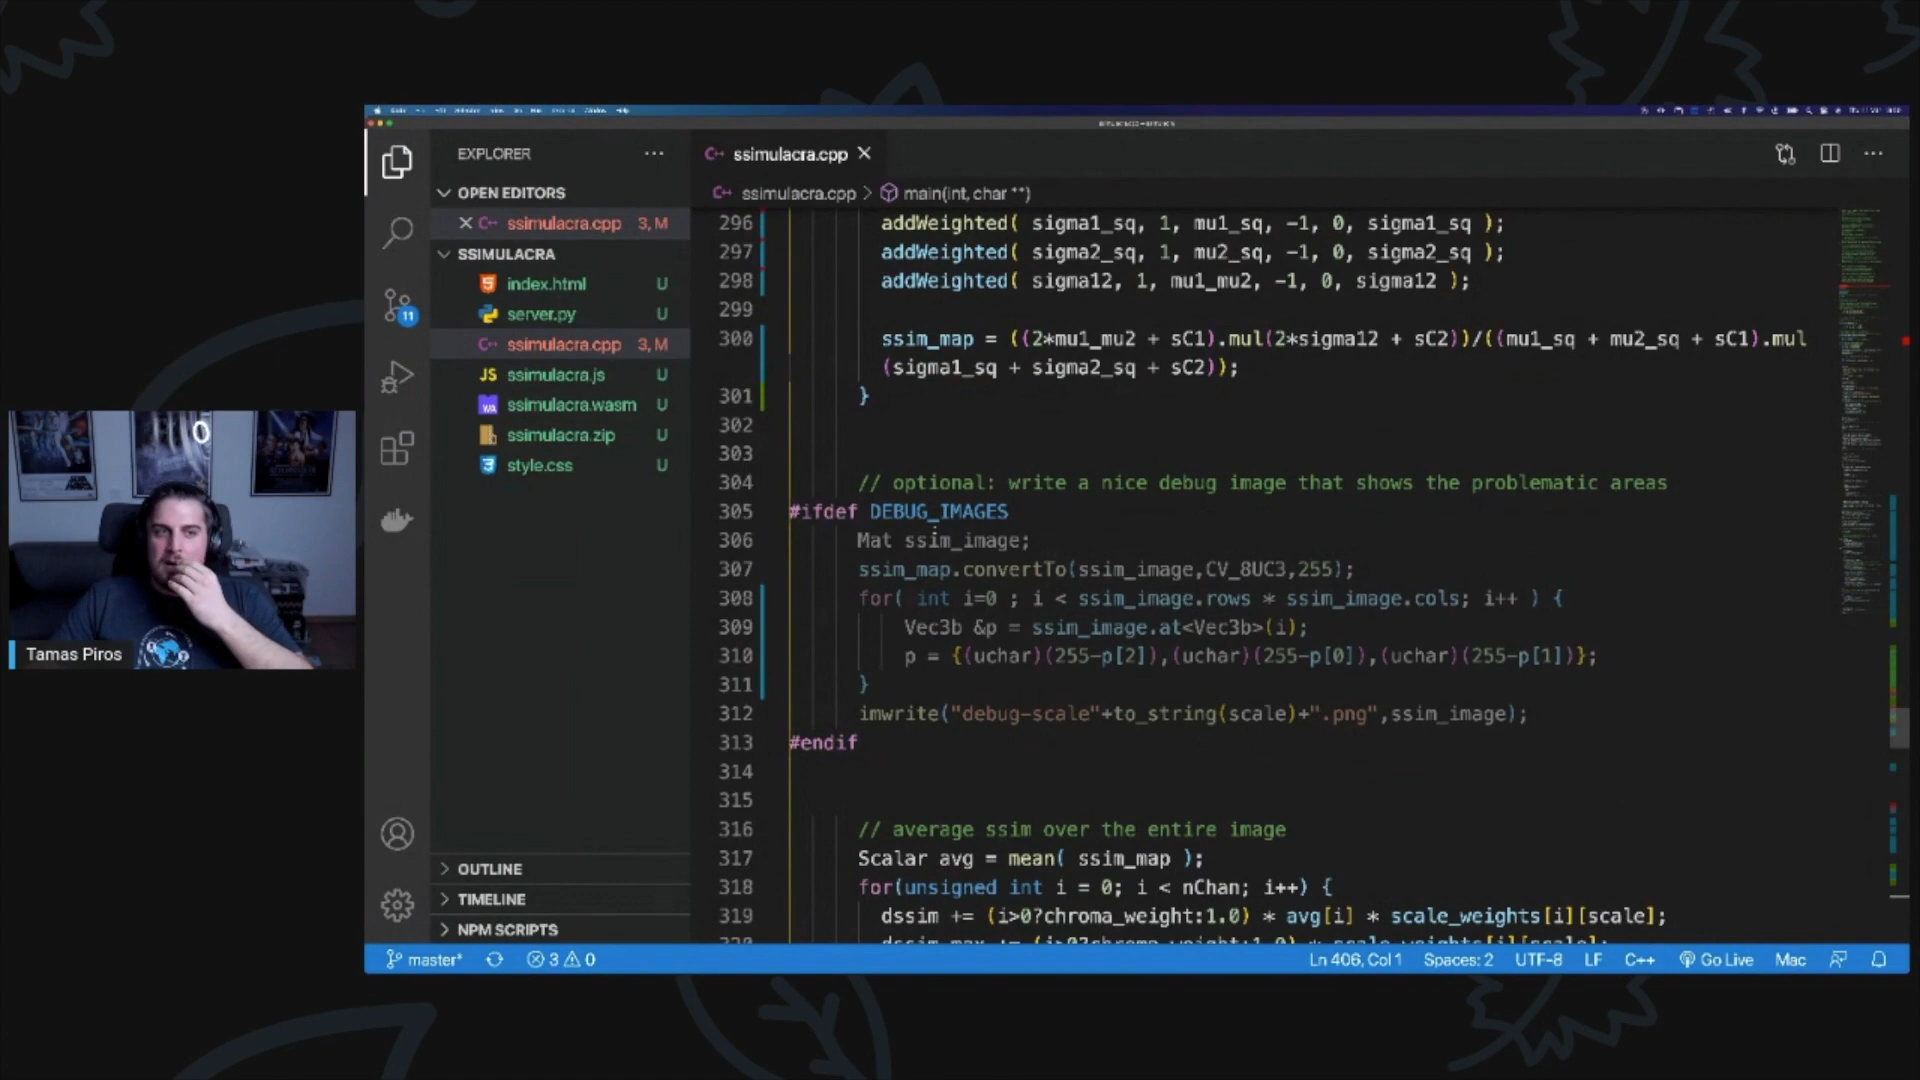 EXPLORER
OPEN EDITORS
ssimulacra.cpp 3, M
SSIMULACRA
index.html U
server.py U
ssimulacra.cpp 3, M
JS ssimulacra.js U
WA ssimulacra.wasm U
ssimulacra.zip U
style.css U
OUTLINE
TIMELINE
NPM SCRIPTS
11
ssimulacra.cpp
ssimulacra.cpp > main(int, char **)
296 addWeighted( sigma1_sq, 1, mu1_sq, -1, 0, sigma1_sq );
297 addWeighted( sigma2_sq, 1, mu2_sq, -1, 0, sigma2_sq );
298 addWeighted( sigma12, 1, mu1_mu2, -1, 0, sigma12 );
299
300 ssim_map = ((2*mu1_mu2 + sC1).mul(2*sigma12 + sC2))/((mu1_sq + mu2_sq + sC1).mul
(sigma1_sq + sigma2_sq + sC2));
301 }
302
303
304 // optional: write a nice debug image that shows the problematic areas
305 #ifdef DEBUG_IMAGES
306 Mat ssim_image;
307 ssim_map.convertTo(ssim_image,CV_8UC3,255);
308 for( int i=0 ; i < ssim_image.rows * ssim_image.cols; i++ ) {
309 Vec3b &p = ssim_image.at<Vec3b>(i);
310 p = {(uchar)(255-p[2]),(uchar)(255-p[0]),(uchar)(255-p[1])};
311 }
312 imwrite("debug-scale"+to_string(scale)+".png",ssim_image);
313 #endif
314
315
316 // average ssim over the entire image
317 Scalar avg = mean( ssim_map );
318 for(unsigned int i = 0; i < nChan; i++) {
319 dssim += (i>0?chroma_weight:1.0) * avg[i] * scale_weights[i][scale];
master* 3 0 Ln 406, Col 1 Spaces: 2 UTF-8 LF C++ Go Live Mac
Tamas Piros